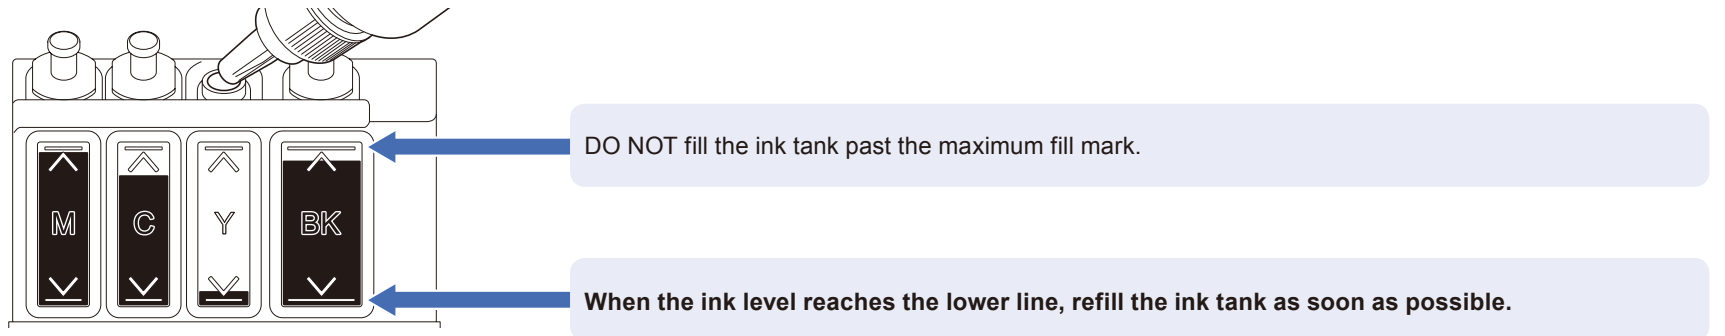 DO NOT fill the ink tank past the maximum fill mark.
M C Y BK
When the ink level reaches the lower line, refill the ink tank as soon as possible.